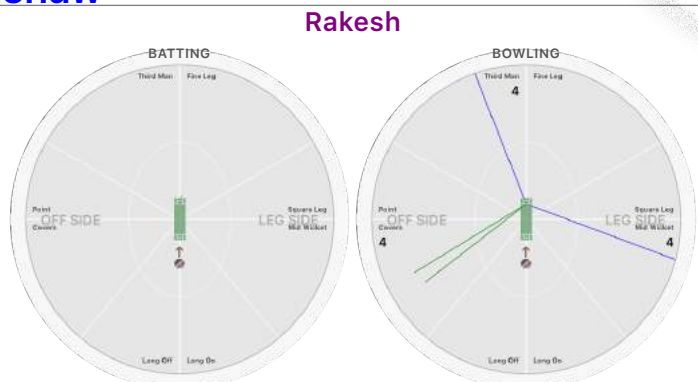 Rakesh
BATTING
Third Man
Fine Leg
Point
Square Leg
OFF SIDE
LEG SIDE
Covers
Mid Wicket
Long Off
Long On
BOWLING
Third Man
Fine Leg
4
Point
Square Leg
OFF SIDE
LEG SIDE
Covers
Mid Wicket
4
4
Long Off
Long On